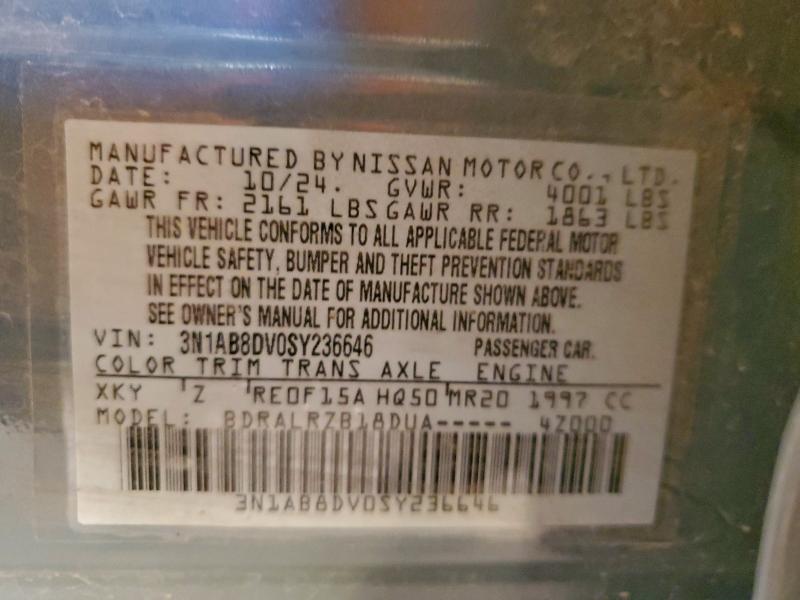 MANUFACTURED BY NISSAN MOTOR CO., LTD.
DATE: 10/24. GVWR: 4001 LBS
GAWR FR: 2161 LBS GAWR RR: 1863 LBS
THIS VEHICLE CONFORMS TO ALL APPLICABLE FEDERAL MOTOR
VEHICLE SAFETY, BUMPER AND THEFT PREVENTION STANDARDS
IN EFFECT ON THE DATE OF MANUFACTURE SHOWN ABOVE.
SEE OWNER'S MANUAL FOR ADDITIONAL INFORMATION.
VIN: 3N1AB8DV0SY236646 PASSENGER CAR.
COLOR TRIM TRANS AXLE ENGINE
XKY Z RE0F15A HQ50 MR20 1997 CC
MODEL: BDRALRZB18DUA----- 4Z000
3N1AB8DV0SY236646